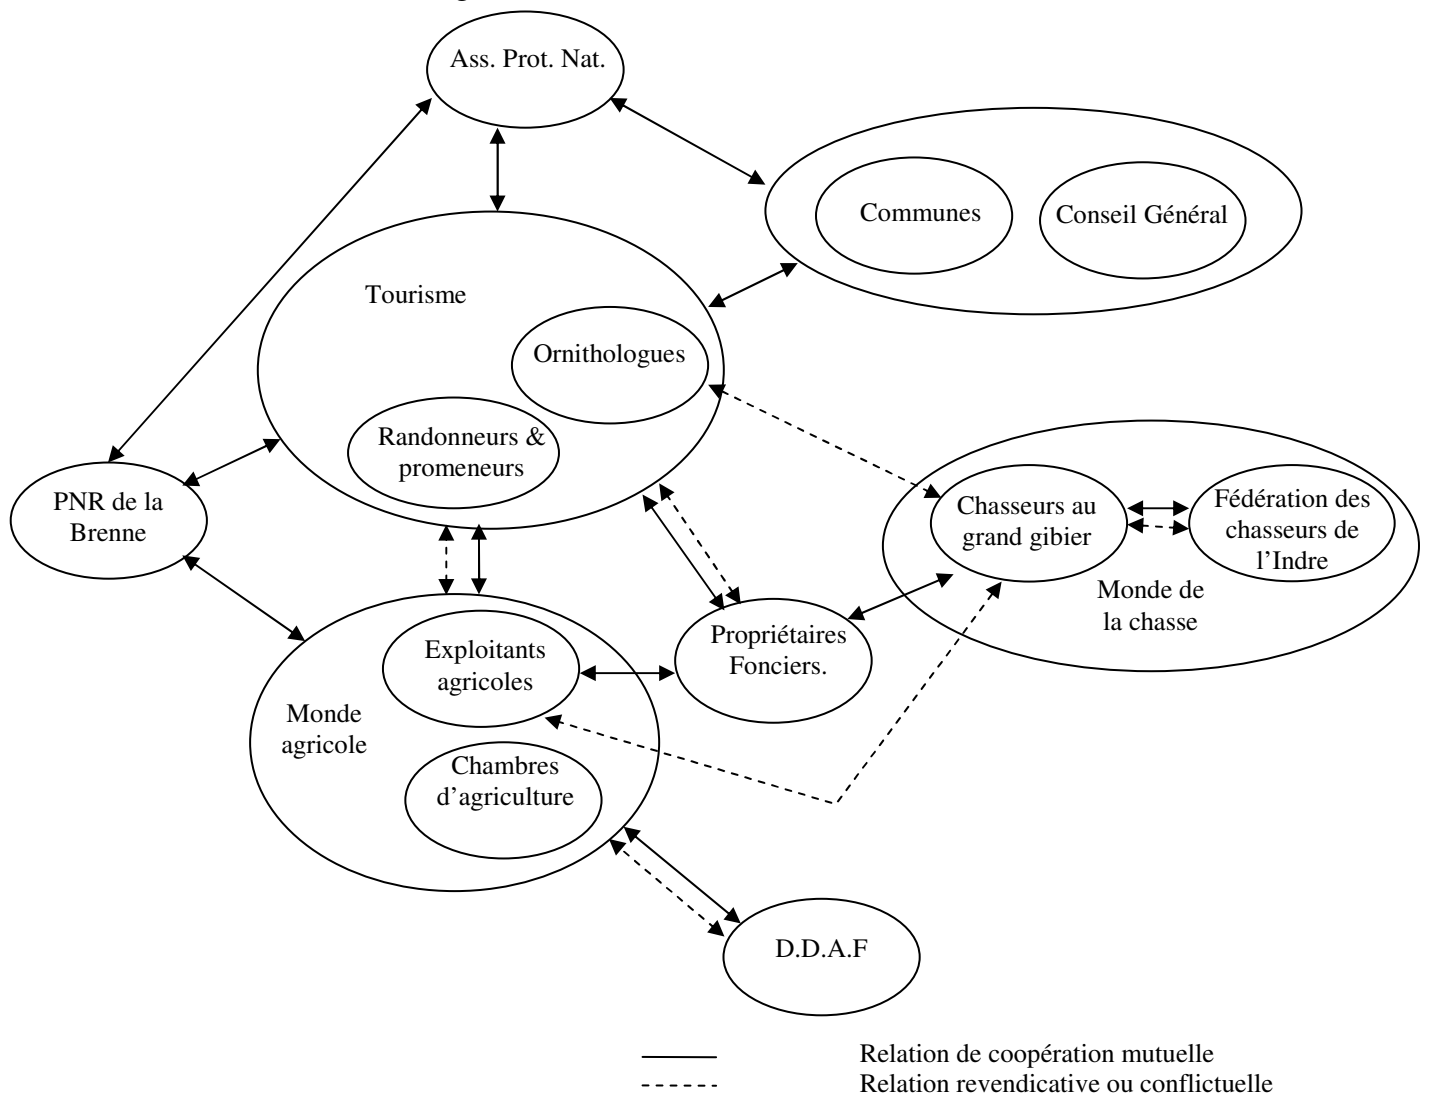 Ass. Prot. Nat.
Communes
Conseil Général
Tourisme
Ornithologues
Randonneurs &
promeneurs
PNR de la
Brenne
Chasseurs au
grand gibier
Fédération des
chasseurs de
l’Indre
Monde de
la chasse
Propriétaires
Fonciers.
Exploitants
agricoles
Monde
agricole
Chambres
d’agriculture
D.D.A.F
Relation de coopération mutuelle
Relation revendicative ou conflictuelle